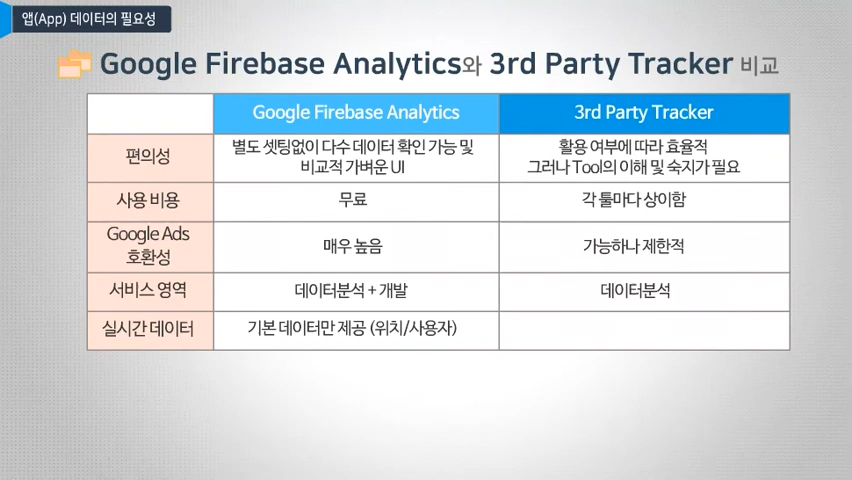 앱(App) 데이터의 필요성
Google Firebase Analytics와 3rd Party Tracker 비교
Google Firebase Analytics
3rd Party Tracker
편의성
별도 셋팅없이 다수 데이터 확인 가능 및
비교적 가벼운 UI
활용 여부에 따라 효율적
그러나 Tool의 이해 및 숙지가 필요
사용 비용
무료
각 툴마다 상이함
Google Ads
호환성
매우 높음
가능하나 제한적
서비스 영역
데이터분석 + 개발
데이터분석
실시간 데이터
기본 데이터만 제공 (위치/사용자)